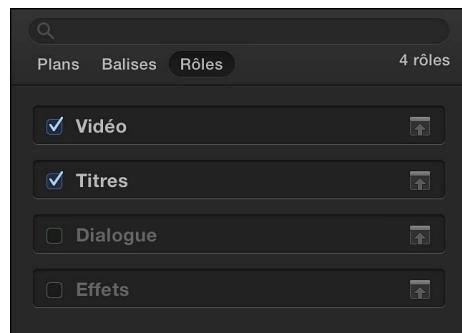 Plans Balises Rôles 4 rôles
Vidéo
Titres
Dialogue
Effets